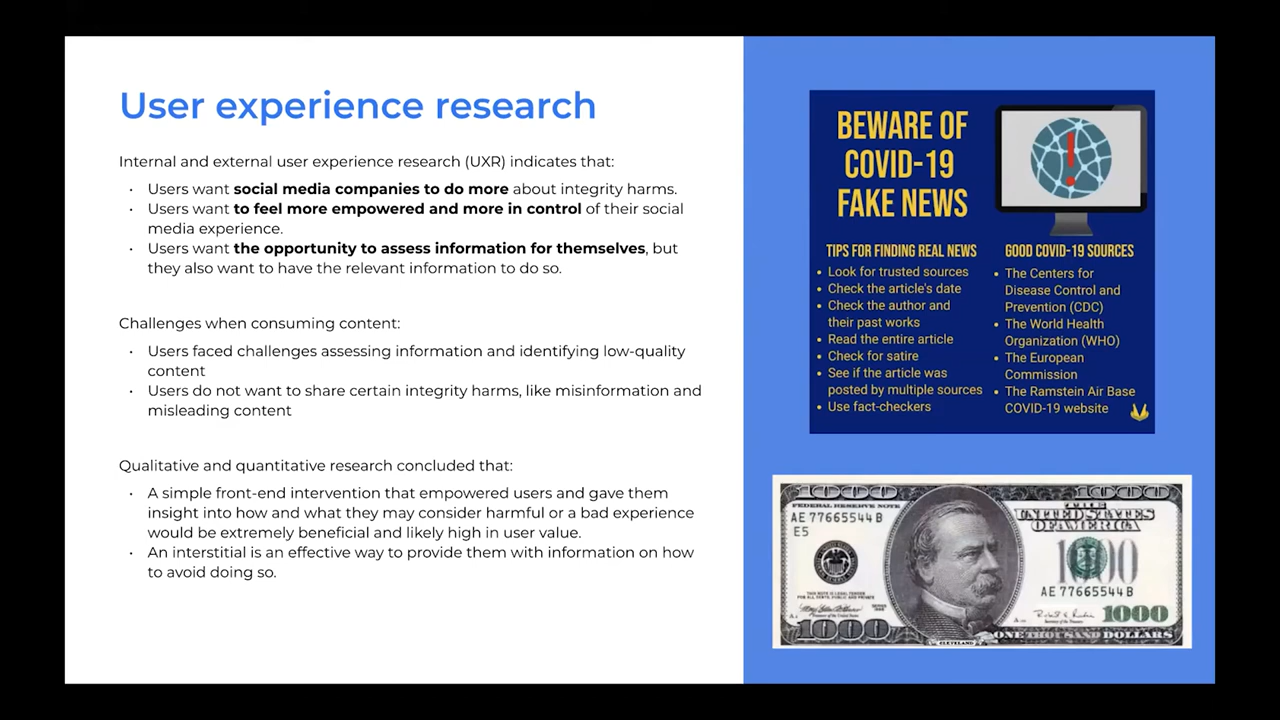 User experience research
Internal and external user experience research (UXR) indicates that:
• Users want social media companies to do more about integrity harms.
• Users want to feel more empowered and more in control of their social
media experience.
• Users want the opportunity to assess information for themselves, but
they also want to have the relevant information to do so.
Challenges when consuming content:
• Users faced challenges assessing information and identifying low-quality
content
• Users do not want to share certain integrity harms, like misinformation and
misleading content
Qualitative and quantitative research concluded that:
• A simple front-end intervention that empowered users and gave them
insight into how and what they may consider harmful or a bad experience
would be extremely beneficial and likely high in user value.
• An interstitial is an effective way to provide them with information on how
to avoid doing so.
BEWARE OF
COVID-19
FAKE NEWS
!
TIPS FOR FINDING REAL NEWS
• Look for trusted sources
• Check the article's date
• Check the author and
their past works
• Read the entire article
• Check for satire
• See if the article was
posted by multiple sources
• Use fact-checkers
GOOD COVID-19 SOURCES
• The Centers for
Disease Control and
Prevention (CDC)
• The World Health
Organization (WHO)
• The European
Commission
• The Ramstein Air Base
COVID-19 website
1000
1000
FEDERAL RESERVE NOTE
THE
UNITED STATES
OF AMERICA
AE 77665544 B
E5
1000
AE 77665544 B
1000
1000
CLEVELAND
ONE THOUSAND DOLLARS